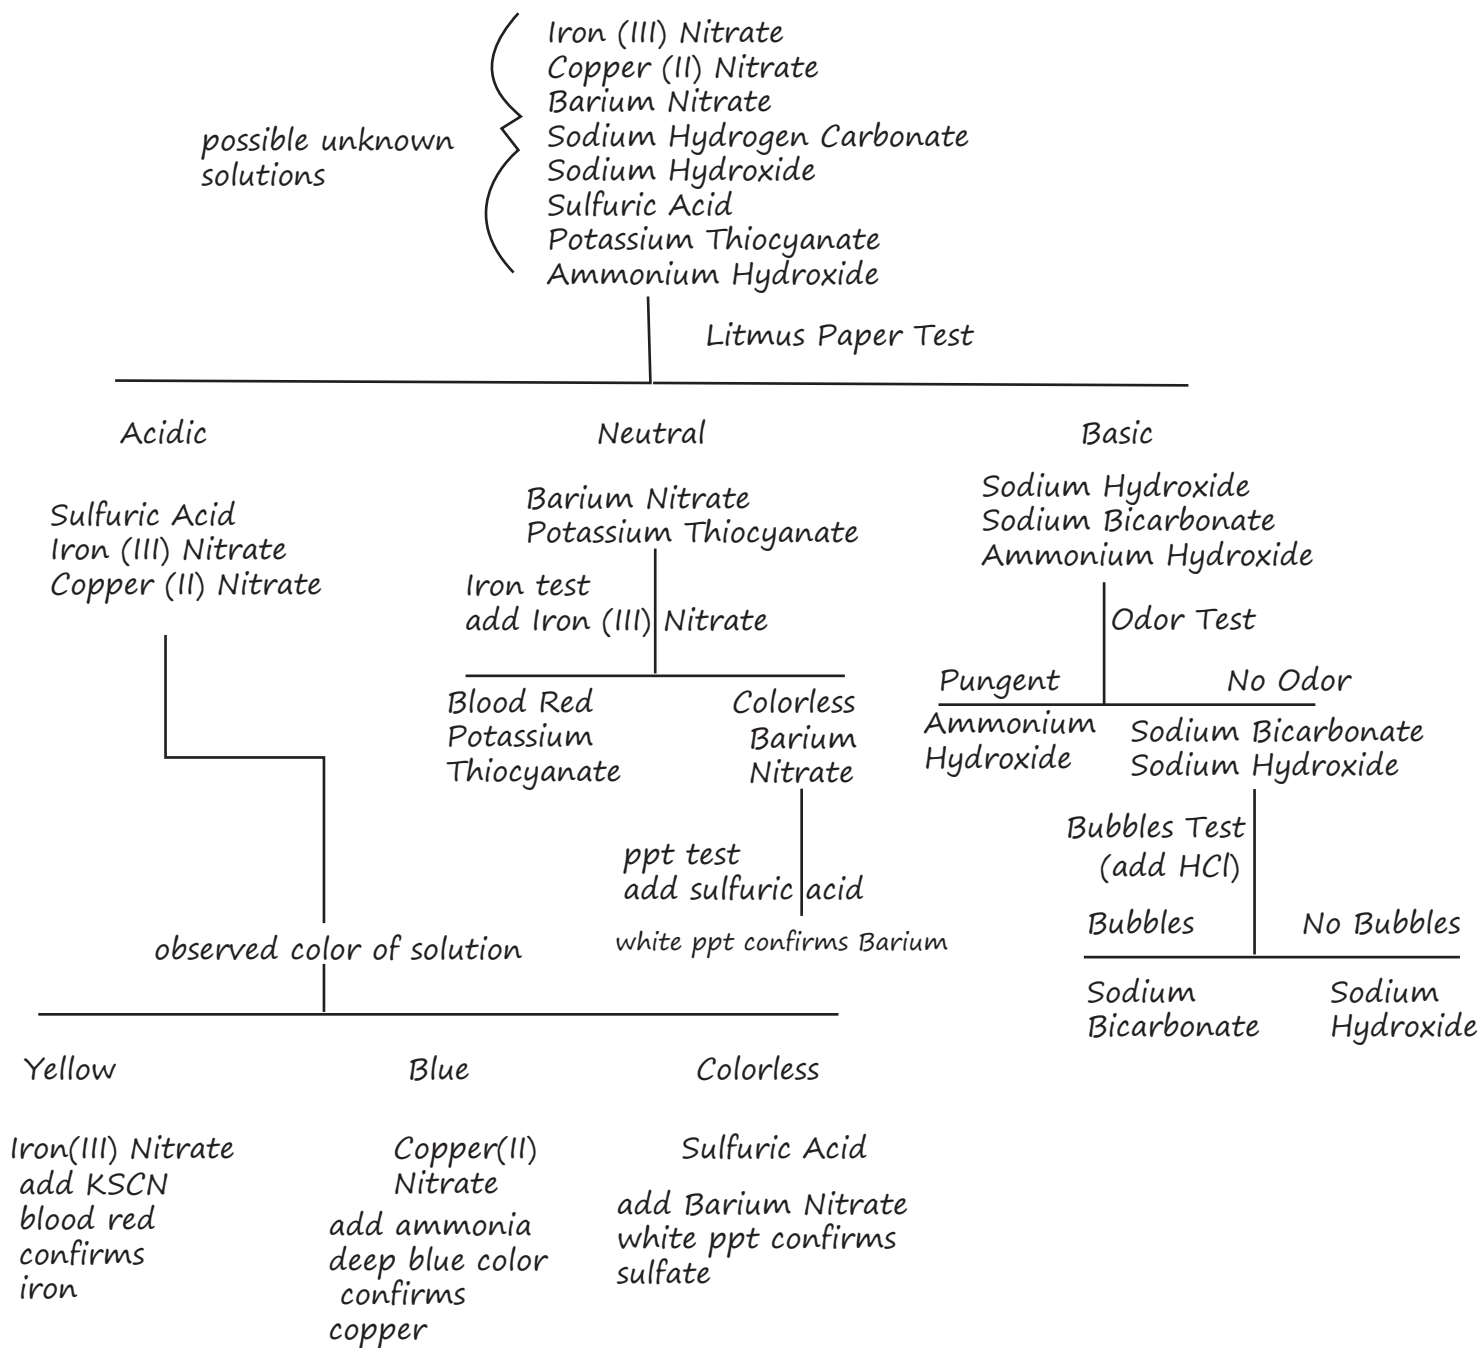 Iron (III) Nitrate
Copper (II) Nitrate
Barium Nitrate
Sodium Hydrogen Carbonate
Sodium Hydroxide
Sulfuric Acid
Potassium Thiocyanate
Ammonium Hydroxide
possible unknown
solutions
Litmus Paper Test
Acidic
Neutral
Basic
Sulfuric Acid
Iron (III) Nitrate
Copper (II) Nitrate
Barium Nitrate
Potassium Thiocyanate
Sodium Hydroxide
Sodium Bicarbonate
Ammonium Hydroxide
Iron test
add Iron (III) Nitrate
Odor Test
Blood Red
Potassium
Thiocyanate
Colorless
Barium
Nitrate
Pungent
No Odor
Ammonium
Hydroxide
Sodium Bicarbonate
Sodium Hydroxide
ppt test
add sulfuric acid
white ppt confirms Barium
Bubbles Test
(add HCl)
Bubbles
No Bubbles
Sodium
Bicarbonate
Sodium
Hydroxide
observed color of solution
Yellow
Blue
Colorless
Iron(III) Nitrate
add KSCN
blood red
confirms
iron
Copper(II)
Nitrate
add ammonia
deep blue color
confirms
copper
Sulfuric Acid
add Barium Nitrate
white ppt confirms
sulfate